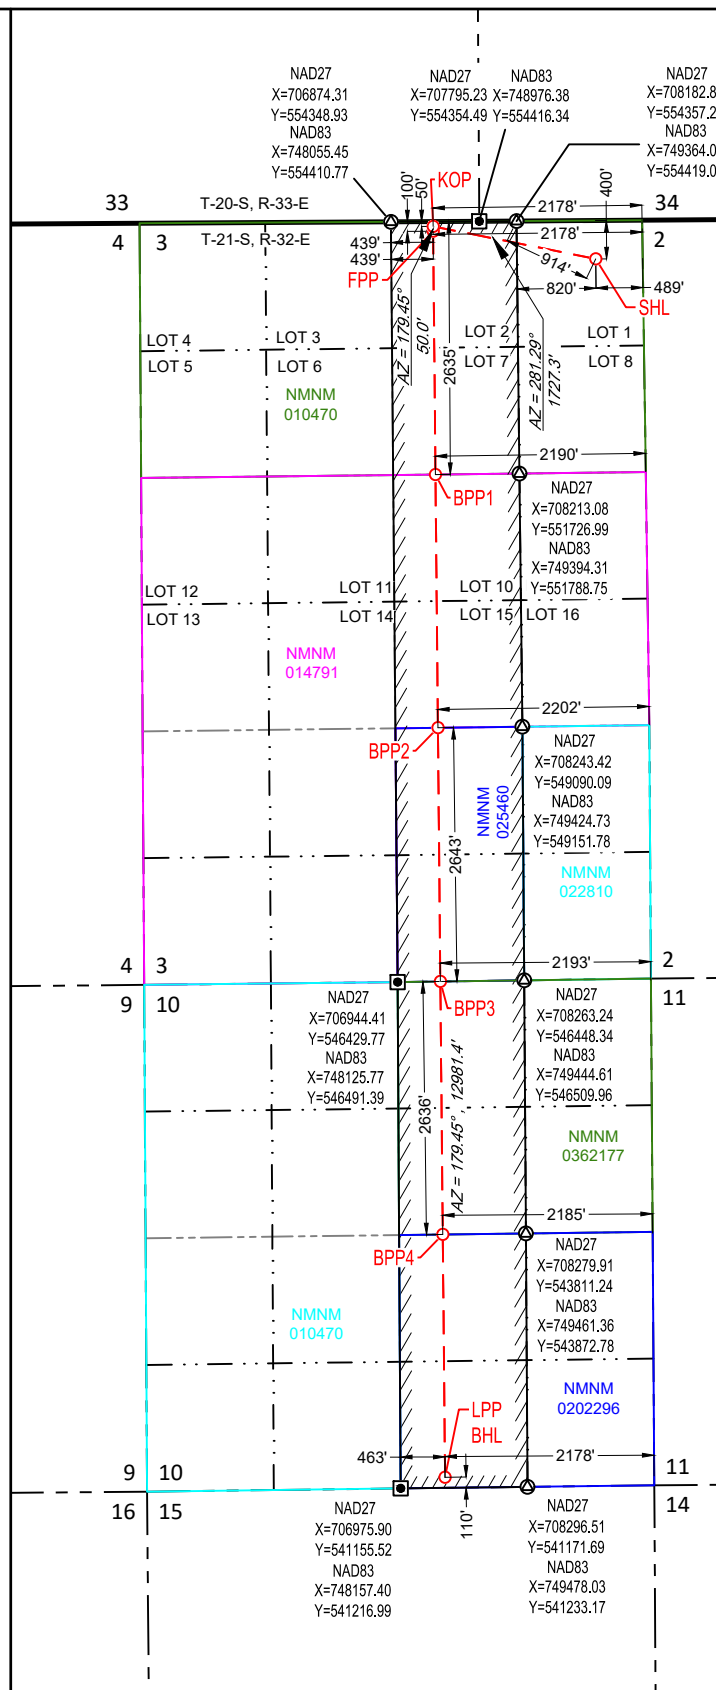 NAD27
X=706874.31
Y=554348.93
NAD83
X=748055.45
Y=554410.77
NAD27
X=707795.23
Y=554354.49
NAD83
X=748976.38
Y=554416.34
NAD27
X=708182.8
Y=554357.2
NAD83
X=749364.0
Y=554419.0
100'
50'
KOP
400'
33
T-20-S, R-33-E
2178'
34
4
3
T-21-S, R-32-E
439'
2178'
2
439'
FPP
914'
820'
489'
SHL
AZ = 179.45°
50.0'
2635'
AZ = 281.29°
1727.3'
LOT 4
LOT 3
LOT 2
LOT 1
LOT 5
LOT 6
LOT 7
LOT 8
NMNM
010470
2190'
BPP1
NAD27
X=708213.08
Y=551726.99
NAD83
X=749394.31
Y=551788.75
LOT 12
LOT 11
LOT 10
LOT 13
LOT 14
LOT 15
LOT 16
NMNM
014791
2202'
BPP2
NAD27
X=708243.42
Y=549090.09
NAD83
X=749424.73
Y=549151.78
NMNM
025460
2643'
NMNM
022810
2193'
4
3
2
9
10
BPP3
11
NAD27
X=706944.41
Y=546429.77
NAD83
X=748125.77
Y=546491.39
NAD27
X=708263.24
Y=546448.34
NAD83
X=749444.61
Y=546509.96
2636'
AZ = 179.45°, 12981.4'
NMNM
0362177
2185'
BPP4
NAD27
X=708279.91
Y=543811.24
NAD83
X=749461.36
Y=543872.78
NMNM
010470
NMNM
0202296
LPP
BHL
463'
2178'
9
10
11
16
15
14
110'
NAD27
X=706975.90
Y=541155.52
NAD83
X=748157.40
Y=541216.99
NAD27
X=708296.51
Y=541171.69
NAD83
X=749478.03
Y=541233.17